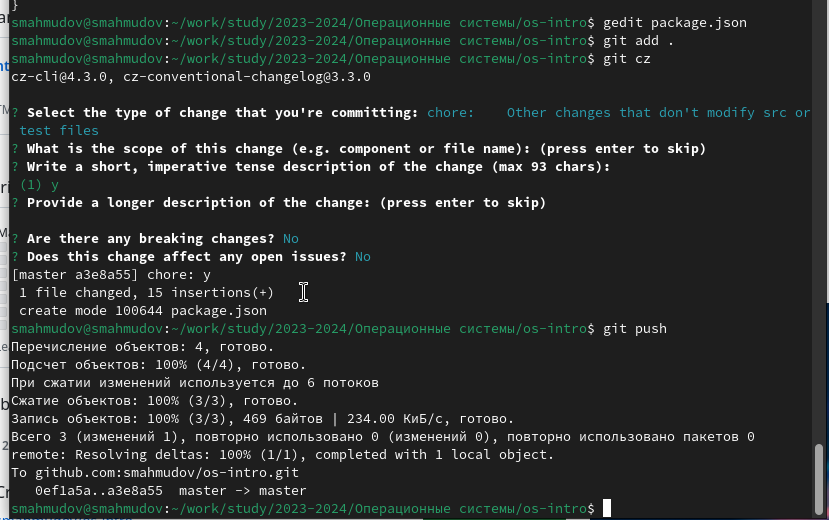 }
smahmudov@smahmudov:~/work/study/2023-2024/Операционные системы/os-intro$ gedit package.json
smahmudov@smahmudov:~/work/study/2023-2024/Операционные системы/os-intro$ git add .
smahmudov@smahmudov:~/work/study/2023-2024/Операционные системы/os-intro$ git cz
cz-cli@4.3.0, cz-conventional-changelog@3.3.0

? Select the type of change that you're committing: chore:    Other changes that don't modify src or
 test files
? What is the scope of this change (e.g. component or file name): (press enter to skip)
? Write a short, imperative tense description of the change (max 93 chars):
 (1) y
? Provide a longer description of the change: (press enter to skip)

? Are there any breaking changes? No
? Does this change affect any open issues? No
[master a3e8a55] chore: y
 1 file changed, 15 insertions(+)
 create mode 100644 package.json
smahmudov@smahmudov:~/work/study/2023-2024/Операционные системы/os-intro$ git push
Перечисление объектов: 4, готово.
Подсчет объектов: 100% (4/4), готово.
При сжатии изменений используется до 6 потоков
Сжатие объектов: 100% (3/3), готово.
Запись объектов: 100% (3/3), 469 байтов | 234.00 КиБ/с, готово.
Всего 3 (изменений 1), повторно использовано 0 (изменений 0), повторно использовано пакетов 0
remote: Resolving deltas: 100% (1/1), completed with 1 local object.
To github.com:smahmudov/os-intro.git
   0ef1a5a..a3e8a55  master -> master
smahmudov@smahmudov:~/work/study/2023-2024/Операционные системы/os-intro$